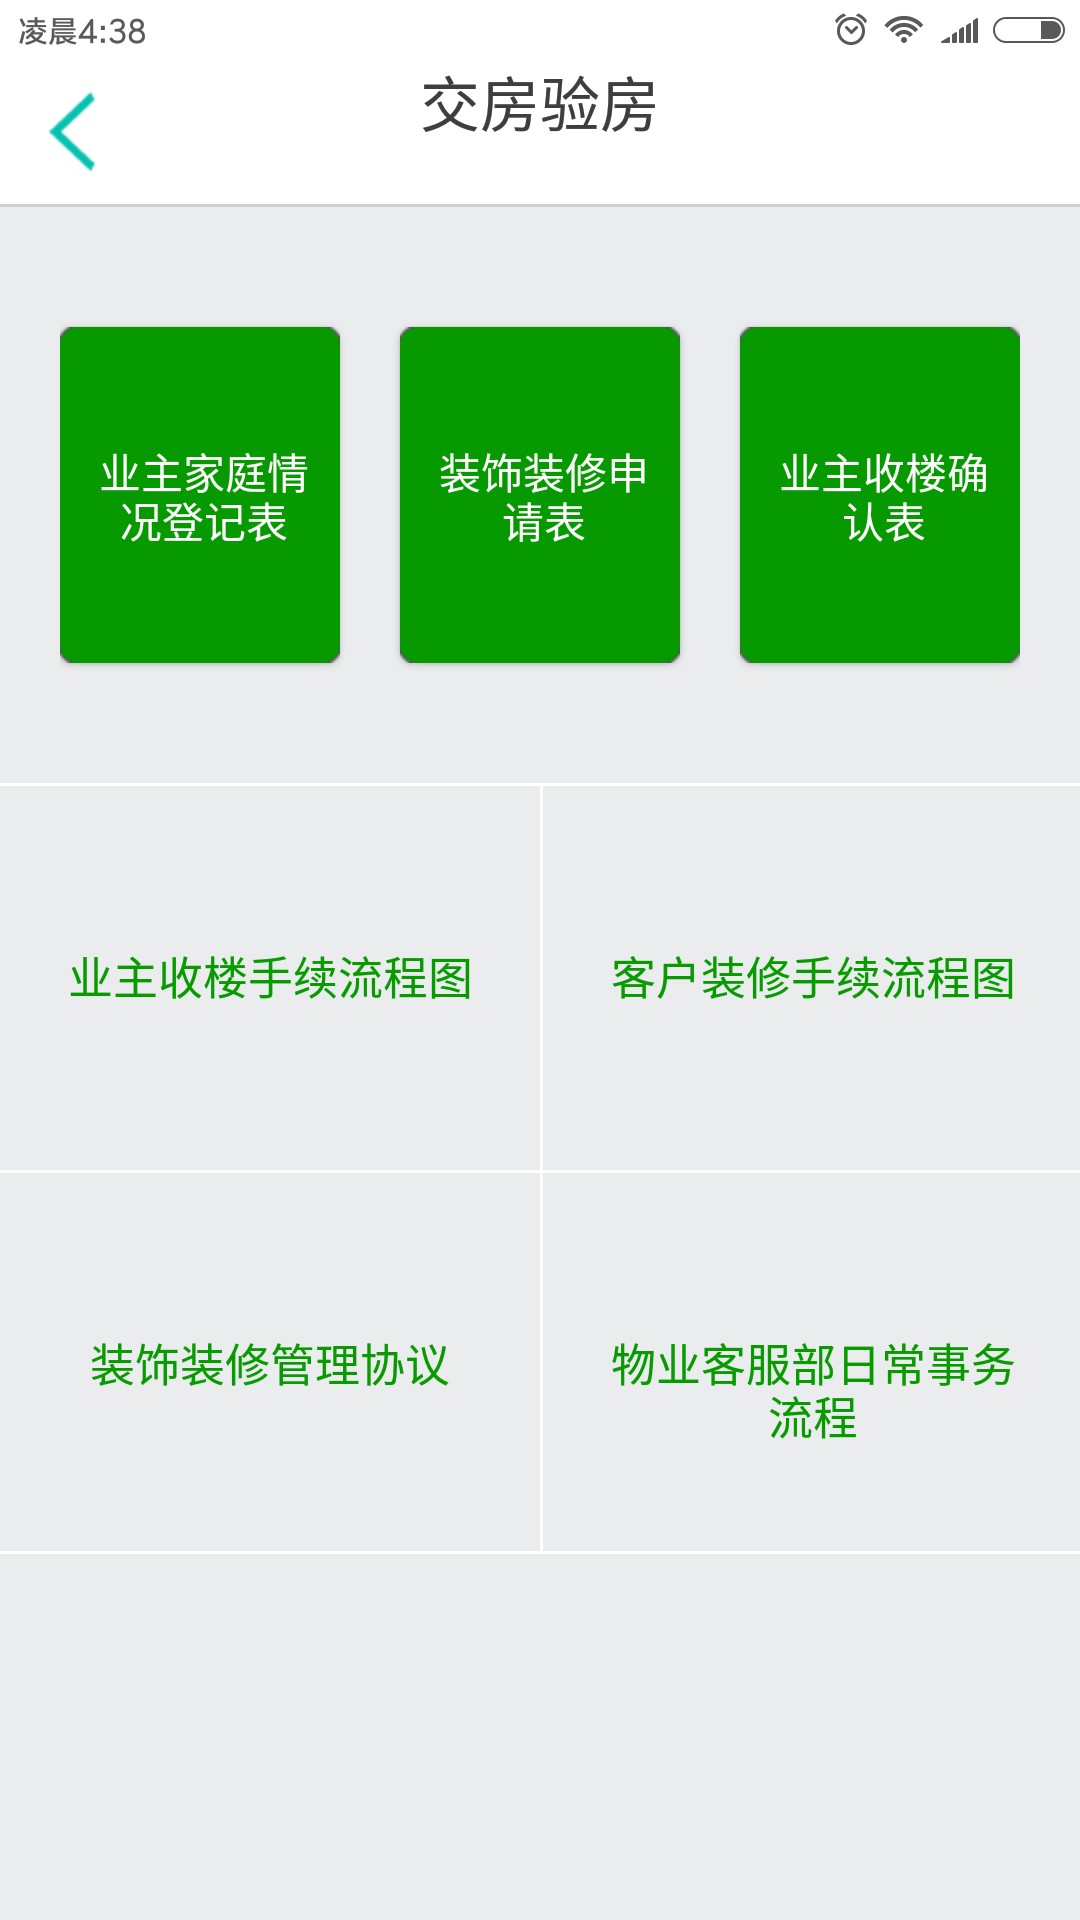 凌晨4:38
交房验房
业主家庭情
况登记表
装饰装修申
请表
业主收楼确
认表
业主收楼手续流程图
客户装修手续流程图
装饰装修管理协议
物业客服部日常事务
流程